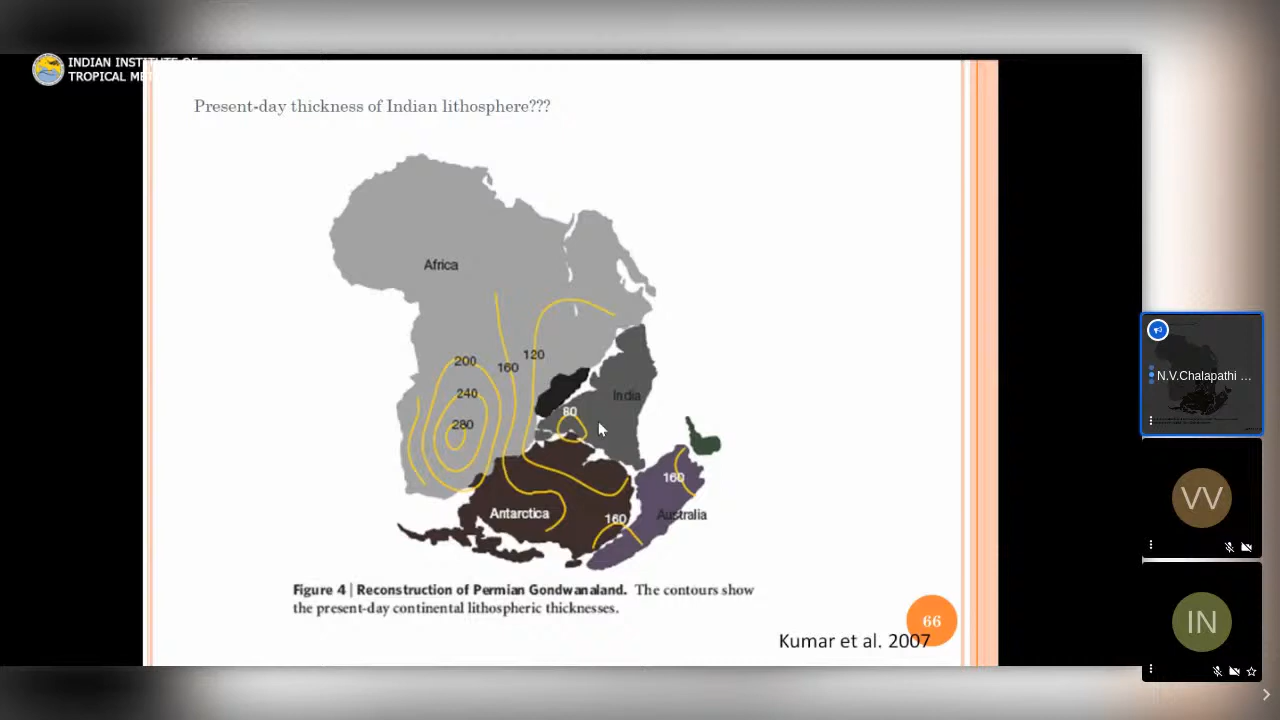 INDIAN INSTITUTE OF
TROPICAL ME
Present-day thickness of Indian lithosphere???
Africa
200
160
120
240
280
80
India
160
Antarctica
160
Australia
Figure 4 | Reconstruction of Permian Gondwanaland. The contours show
the present-day continental lithospheric thicknesses.
66
Kumar et al. 2007
N.V.Chalapathi ...
VV
IN